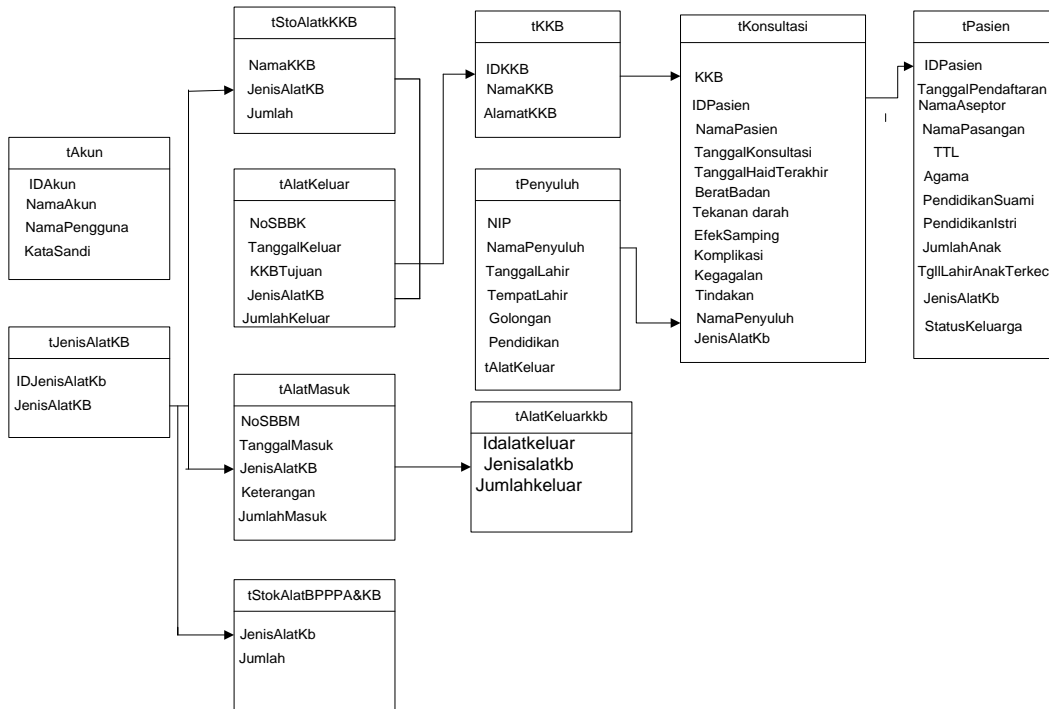 tStoAlatkKKB
NamaKKB
JenisAlatKB
Jumlah
tKKB
IDKKB
NamaKKB
AlamatKKB
tKonsultasi
KKB
IDPasien
NamaPasien
TanggalKonsultasi
TanggalHaidTerakhir
BeratBadan
Tekanan darah
EfekSamping
Komplikasi
Kegagalan
Tindakan
NamaPenyuluh
JenisAlatKb
tPasien
IDPasien
TanggalPendaftaran
NamaAseptor
NamaPasangan
TTL
Agama
PendidikanSuami
PendidikanIstri
JumlahAnak
TgllLahirAnakTerkec
JenisAlatKb
StatusKeluarga
tAkun
IDAkun
NamaAkun
NamaPengguna
KataSandi
tAlatKeluar
NoSBBK
TanggalKeluar
KKBTujuan
JenisAlatKB
JumlahKeluar
tPenyuluh
NIP
NamaPenyuluh
TanggalLahir
TempatLahir
Golongan
Pendidikan
tAlatKeluar
tJenisAlatKB
IDJenisAlatKb
JenisAlatKB
tAlatMasuk
NoSBBM
TanggalMasuk
JenisAlatKB
Keterangan
JumlahMasuk
tAlatKeluarkkb
Idalatkeluar
Jenisalatkb
Jumlahkeluar
tStokAlatBPPPA&KB
JenisAlatKb
Jumlah